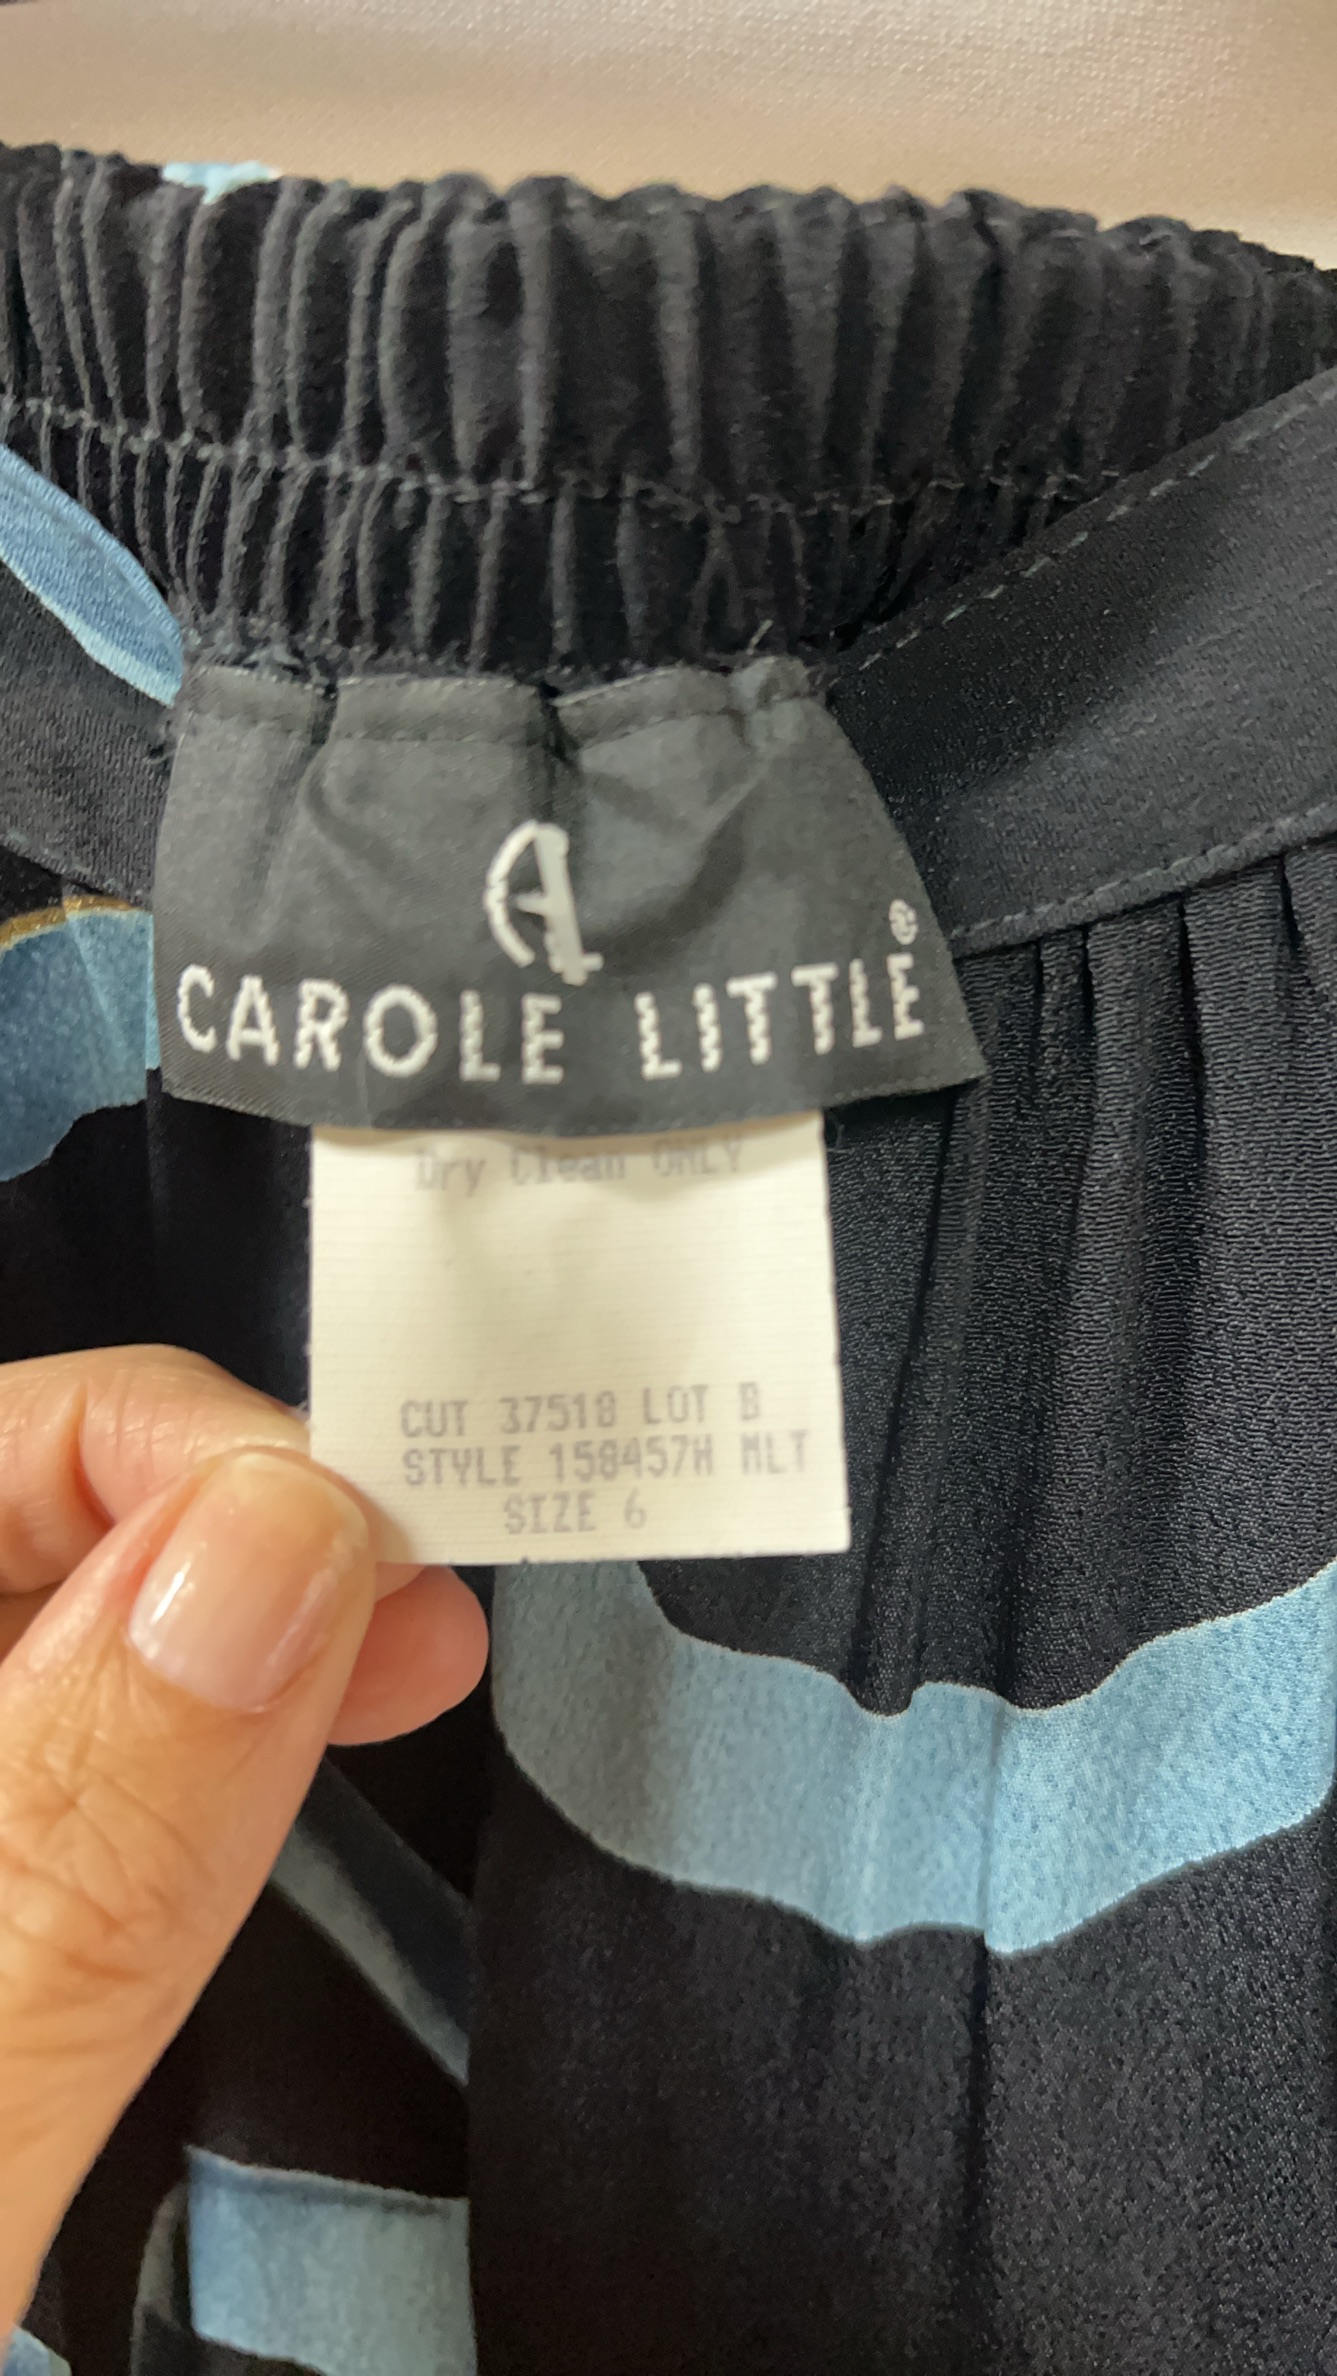 CAROLE LITTLE®
Dry Clean ONLY
CUT 37518 LOT B
STYLE 158457H MLT
SIZE 6